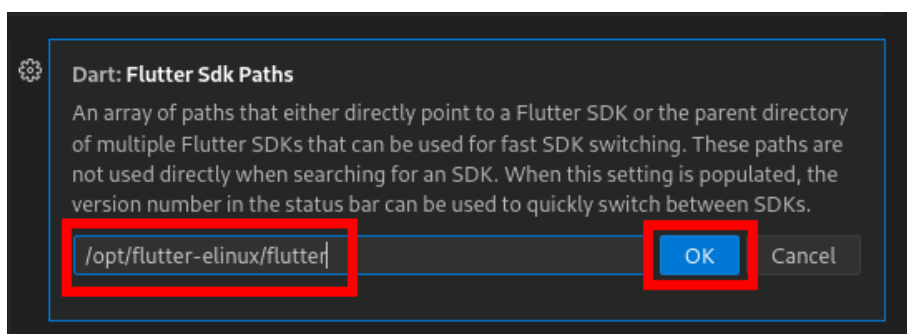 Dart: Flutter Sdk Paths
An array of paths that either directly point to a Flutter SDK or the parent directory
of multiple Flutter SDKs that can be used for fast SDK switching. These paths are
not used directly when searching for an SDK. When this setting is populated, the
version number in the status bar can be used to quickly switch between SDKs.
/opt/flutter-elinux/flutter OK Cancel